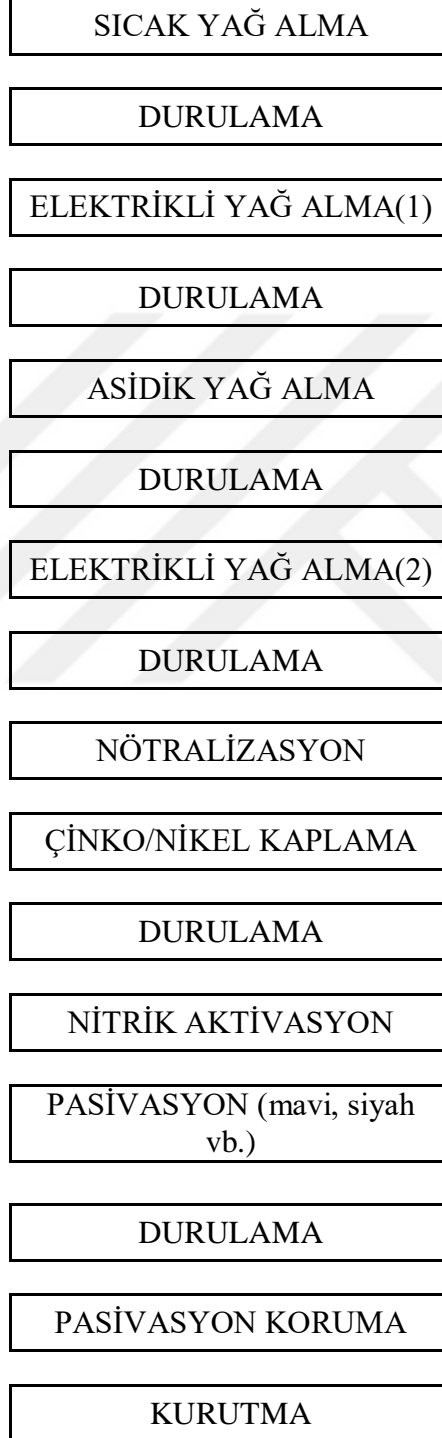 SICAK YAĞ ALMA
DURULAMA
ELEKTRİKLİ YAĞ ALMA(1)
DURULAMA
ASİDİK YAĞ ALMA
DURULAMA
ELEKTRİKLİ YAĞ ALMA(2)
DURULAMA
NÖTRALİZASYON
ÇİNKO/NİKEL KAPLAMA
DURULAMA
NİTRİK AKTİVASYON
PASİVASYON (mavi, siyah
vb.)
DURULAMA
PASİVASYON KORUMA
KURUTMA